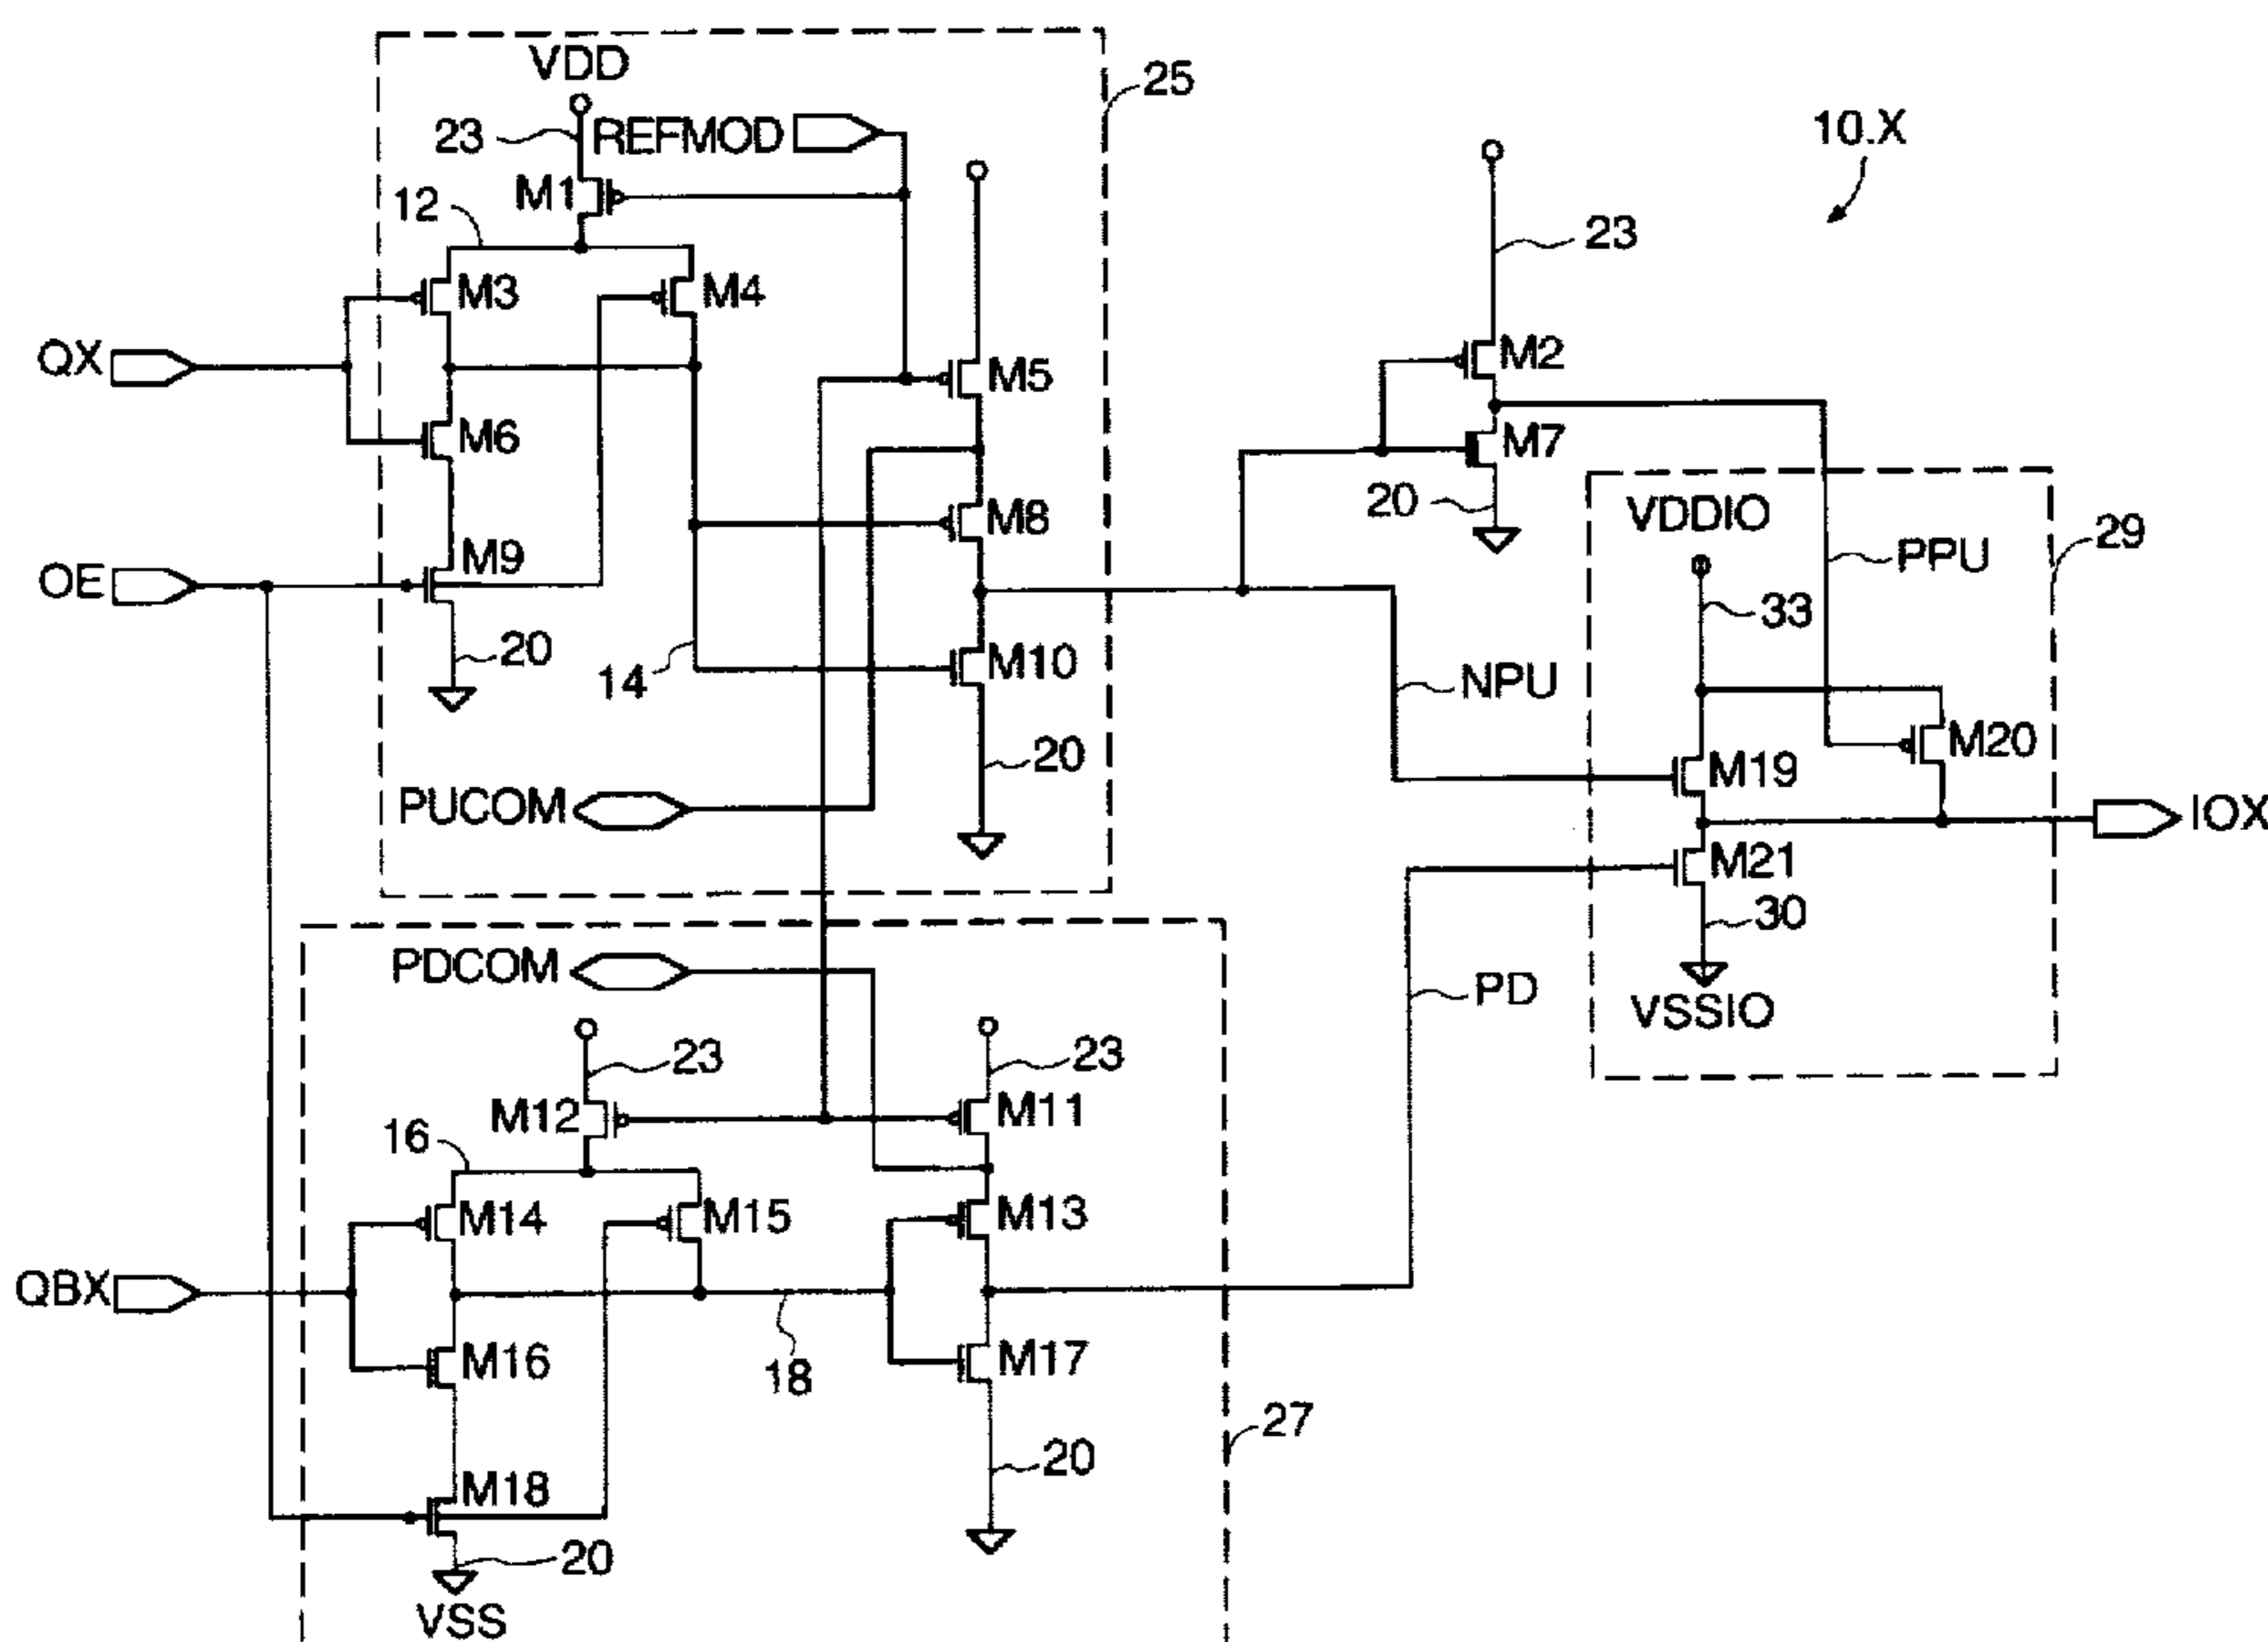 VDD
25
23
REFMOD
10.X
M1
12
23
M3
M4
QX
M5
M2
M6
M7
20
M8
VDDIO
29
M9
PPU
OE
33
20
14
M10
NPU
20
M20
M19
PUCOM
IOX
M21
30
PDCOM
PD
VSSIO
23
23
M12
M11
16
M14
M15
M13
QBX
M16
18
M17
27
M18
20
20
VSS